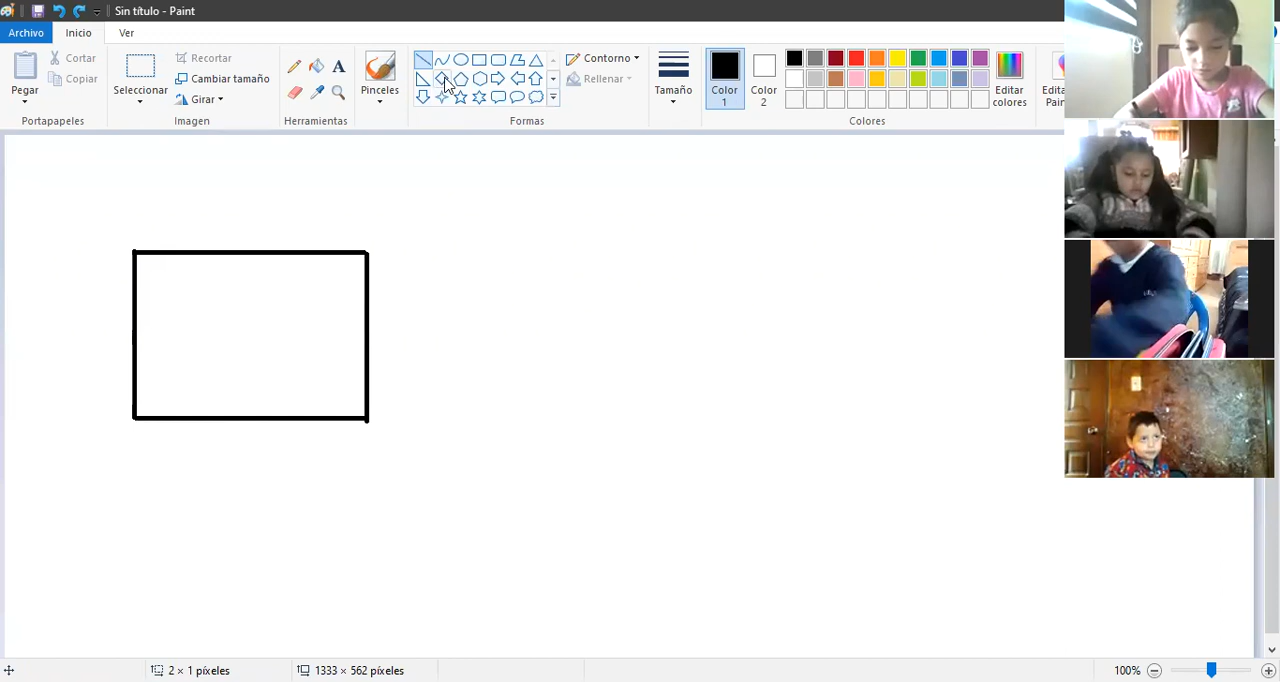 Sin título - Paint
Archivo Inicio Ver
Pegar
Cortar
Copiar
Portapapeles
Seleccionar
Recortar
Cambiar tamaño
Girar
Imagen
A
Herramientas
Pinceles
Contorno
Rellenar
Formas
Tamaño
Color 1
Color 2
Editar colores
Colores
Edita
Pain
2 × 1 píxeles
1333 × 562 píxeles
100%